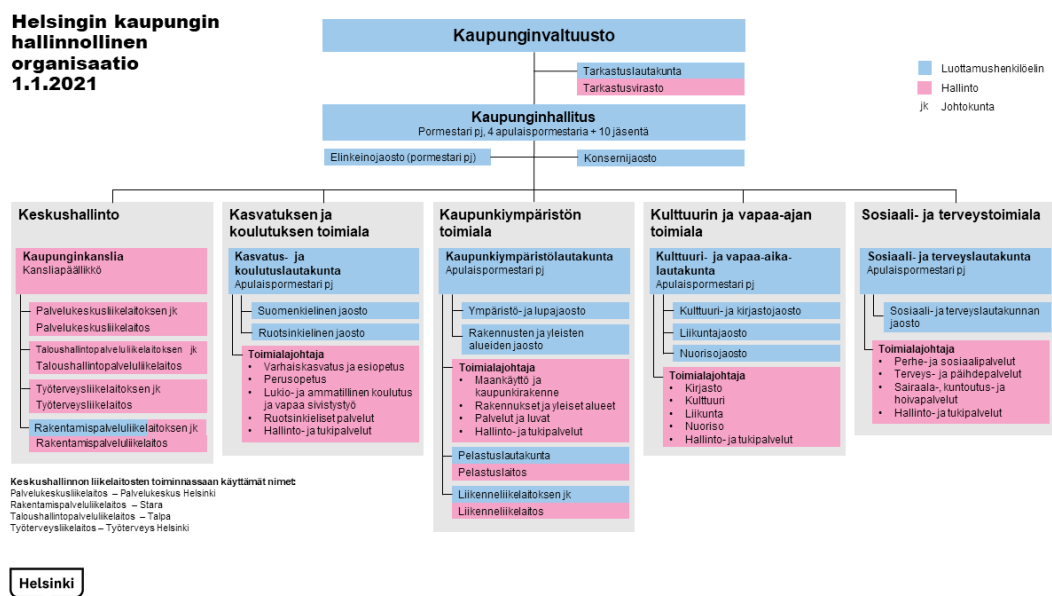 Helsingin kaupungin
hallinnollinen
organisaatio
1.1.2021
Kaupunginvaltuusto
Tarkastuslautakunta
Tarkastusvirasto
Luottamushenkilöelin
Hallinto
jk Johtokunta
Kaupunginhallitus
Pormestari pj, 4 apulaispormestaria + 10 jäsentä
Elinkeinojaosto (pormestari pj)
Konsernijaosto
Keskushallinto
Kaupunginkanslia
Kansliapäällikkö
Palvelukeskusliikelaitoksen jk
Palvelukeskusliikelaitos
Taloushallintopalveluliikelaitoksen jk
Taloushallintopalveluliikelaitos
Työterveysliikelaitoksen jk
Työterveysliikelaitos
Rakentamispalveluliikelaitoksen jk
Rakentamispalveluliikelaitos
Kasvatuksen ja
koulutuksen toimiala
Kasvatus- ja
koulutuslautakunta
Apulaispormestari pj
Suomenkielinen jaosto
Ruotsinkielinen jaosto
Toimialajohtaja
• Varhaiskasvatus ja esiopetus
• Perusopetus
• Lukio- ja ammatillinen koulutus
ja vapaa sivistystyö
• Ruotsinkieliset palvelut
• Hallinto- ja tukipalvelut
Kaupunkiympäristön
toimiala
Kaupunkiympäristölautakunta
Apulaispormestari pj
Ympäristö- ja lupajaosto
Rakennusten ja yleisten
alueiden jaosto
Toimialajohtaja
• Maankäyttö ja
kaupunkirakenne
• Rakennukset ja yleiset alueet
• Palvelut ja luvat
• Hallinto- ja tukipalvelut
Pelastuslautakunta
Pelastuslaitos
Liikenneliikelaitoksen jk
Liikenneliikelaitos
Kulttuurin ja vapaa-ajan
toimiala
Kulttuuri- ja vapaa-aika-
lautakunta
Apulaispormestari pj
Kulttuuri- ja kirjastojaosto
Liikuntajaosto
Nuorisojaosto
Toimialajohtaja
• Kirjasto
• Kulttuuri
• Liikunta
• Nuoriso
• Hallinto- ja tukipalvelut
Sosiaali- ja terveystoimiala
Sosiaali- ja terveyslautakunta
Apulaispormestari pj
Sosiaali- ja terveyslautakunnan
jaosto
Toimialajohtaja
• Perhe- ja sosiaalipalvelut
• Terveys- ja päihdepalvelut
• Sairaala-, kuntoutus- ja
hoivapalvelut
• Hallinto- ja tukipalvelut
Keskushallinnon liikelaitosten toiminnassaan käyttämät nimet:
Palvelukeskusliikelaitos – Palvelukeskus Helsinki
Rakentamispalveluliikelaitos – Stara
Taloushallintopalveluliikelaitos – Talpa
Työterveysliikelaitos – Työterveys Helsinki
Helsinki